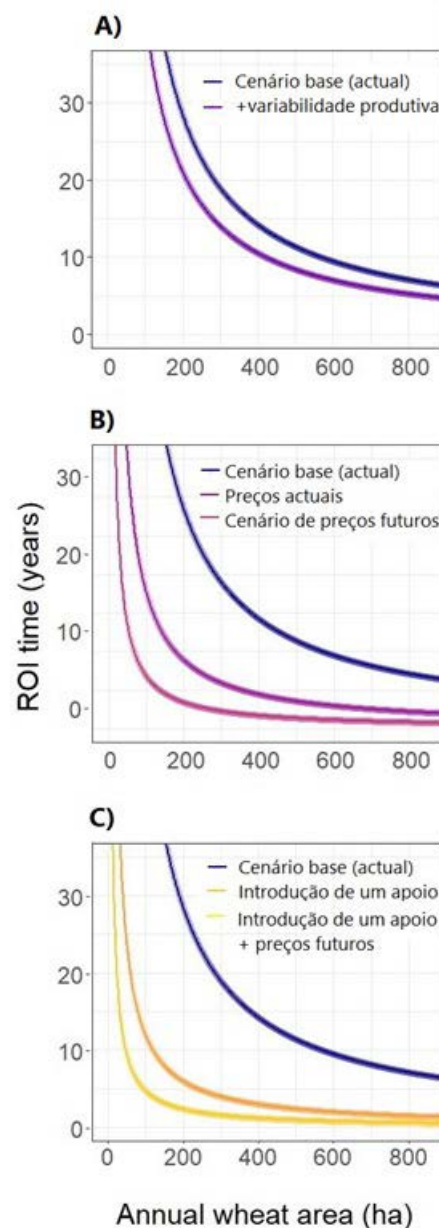 A)
30
20
10
0
Cenário base (actual)
+variabilidade produtiva
0 200 400 600 800
B)
30
20
10
0
Cenário base (actual)
Preços actuais
Cenário de preços futuros
0 200 400 600 800
ROI time (years)
C)
30
20
10
0
Cenário base (actual)
Introdução de um apoio
Introdução de um apoio
+ preços futuros
0 200 400 600 800
Annual wheat area (ha)